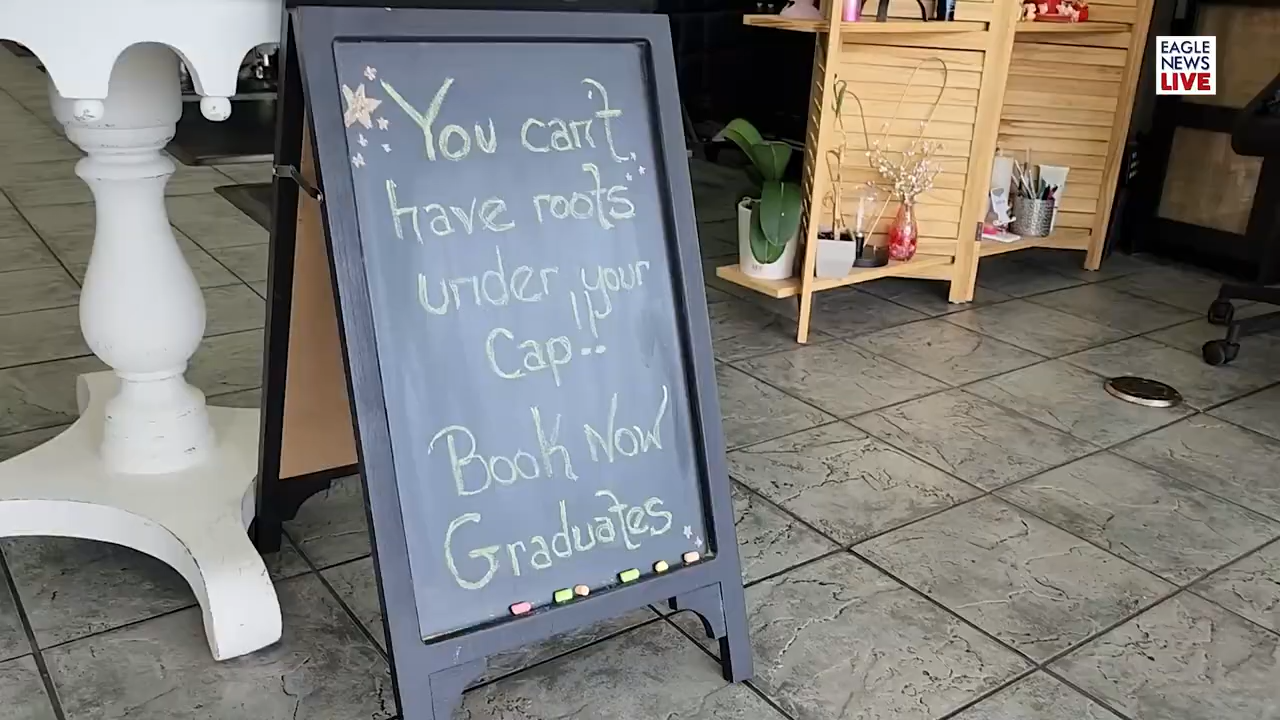 You can't
have roots
under your
Cap!!
Book Now
Graduates
EAGLE
NEWS
LIVE